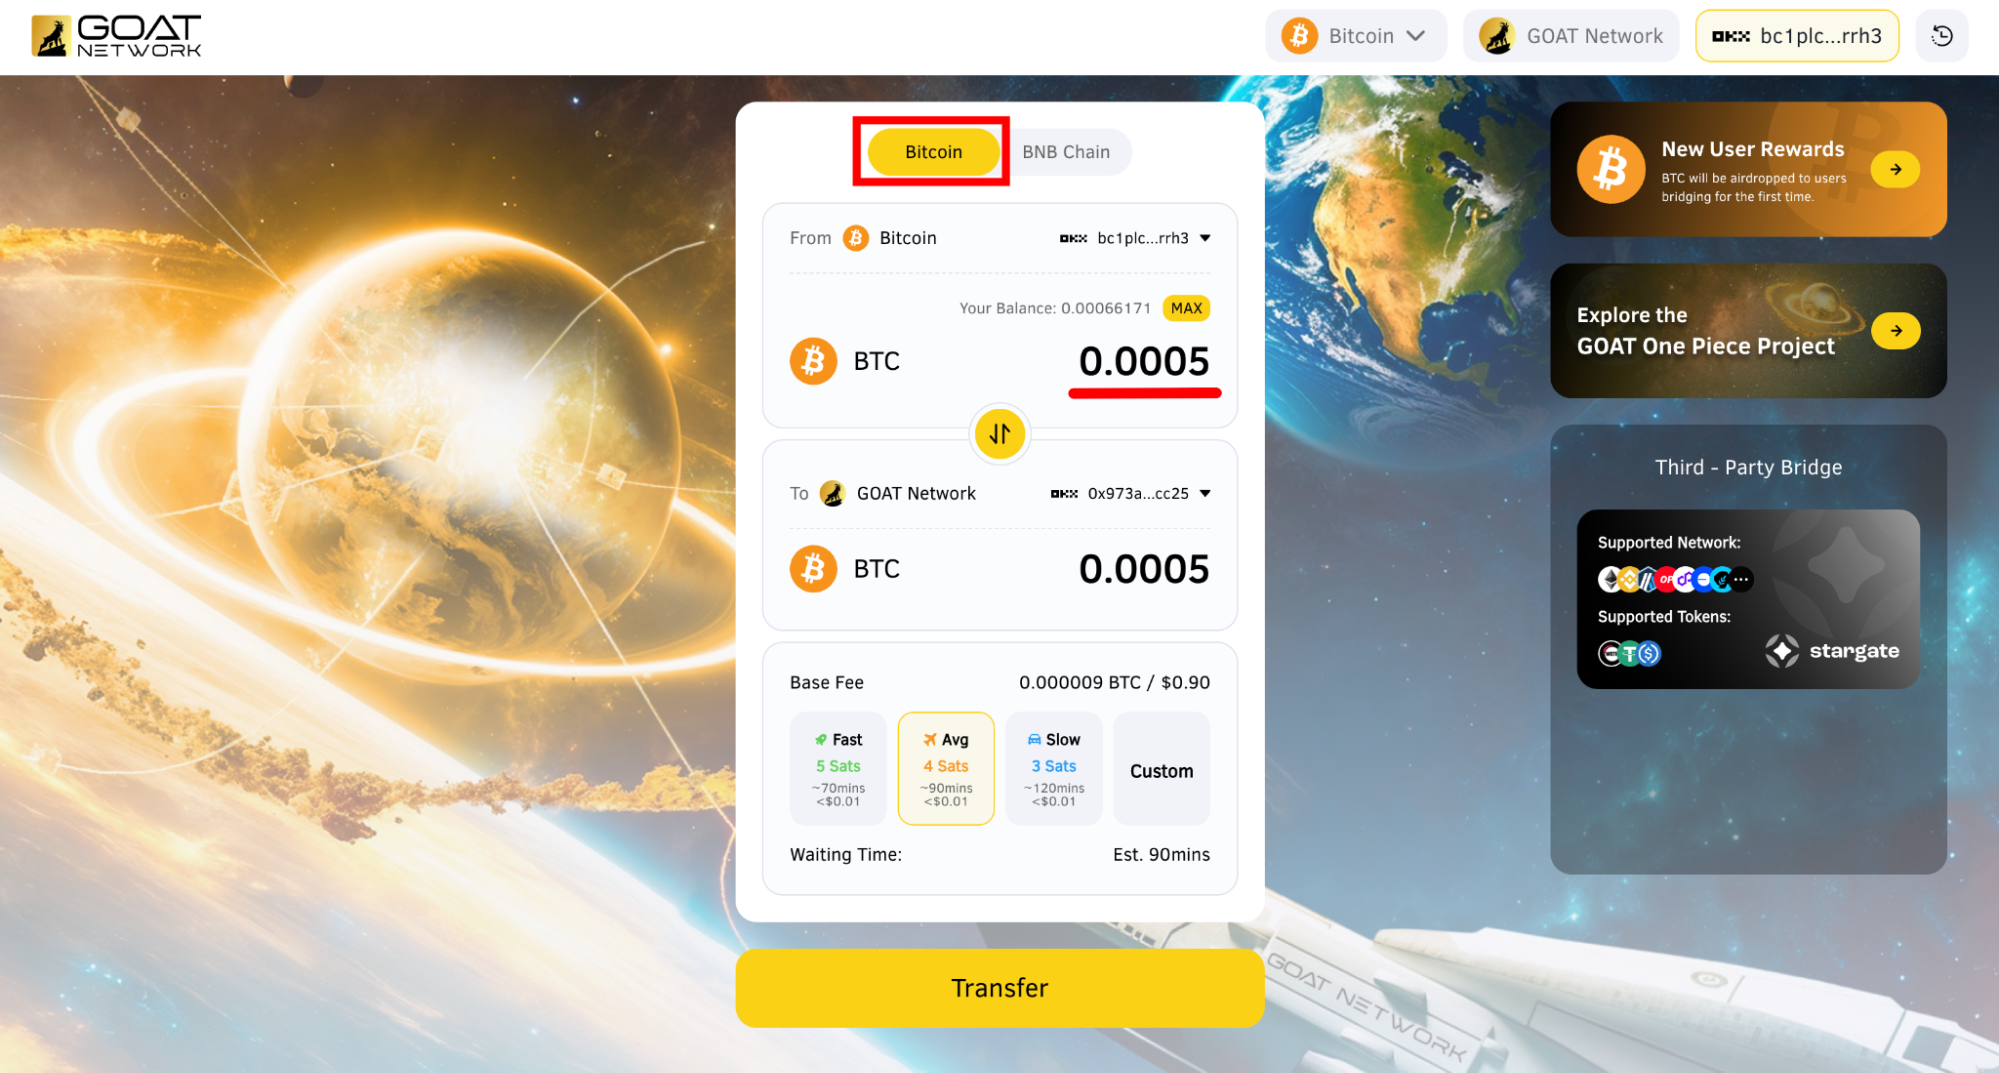 GOAT
NETWORK
Bitcoin
GOAT Network
OKX bc1plc...rrh3
Bitcoin
BNB Chain
From Bitcoin
OKX bc1plc...rrh3
Your Balance: 0.00066171 MAX
BTC
0.0005
To GOAT Network
OKX 0x973a...cc25
BTC
0.0005
Base Fee
0.000009 BTC / $0.90
Fast
5 Sats
~70mins
<$0.01
Avg
4 Sats
~90mins
<$0.01
Slow
3 Sats
~120mins
<$0.01
Custom
Waiting Time:
Est. 90mins
Transfer
New User Rewards
BTC will be airdropped to users
bridging for the first time.
Explore the
GOAT One Piece Project
Third - Party Bridge
Supported Network:
OP
Supported Tokens:
stargate
GOAT NETWORK